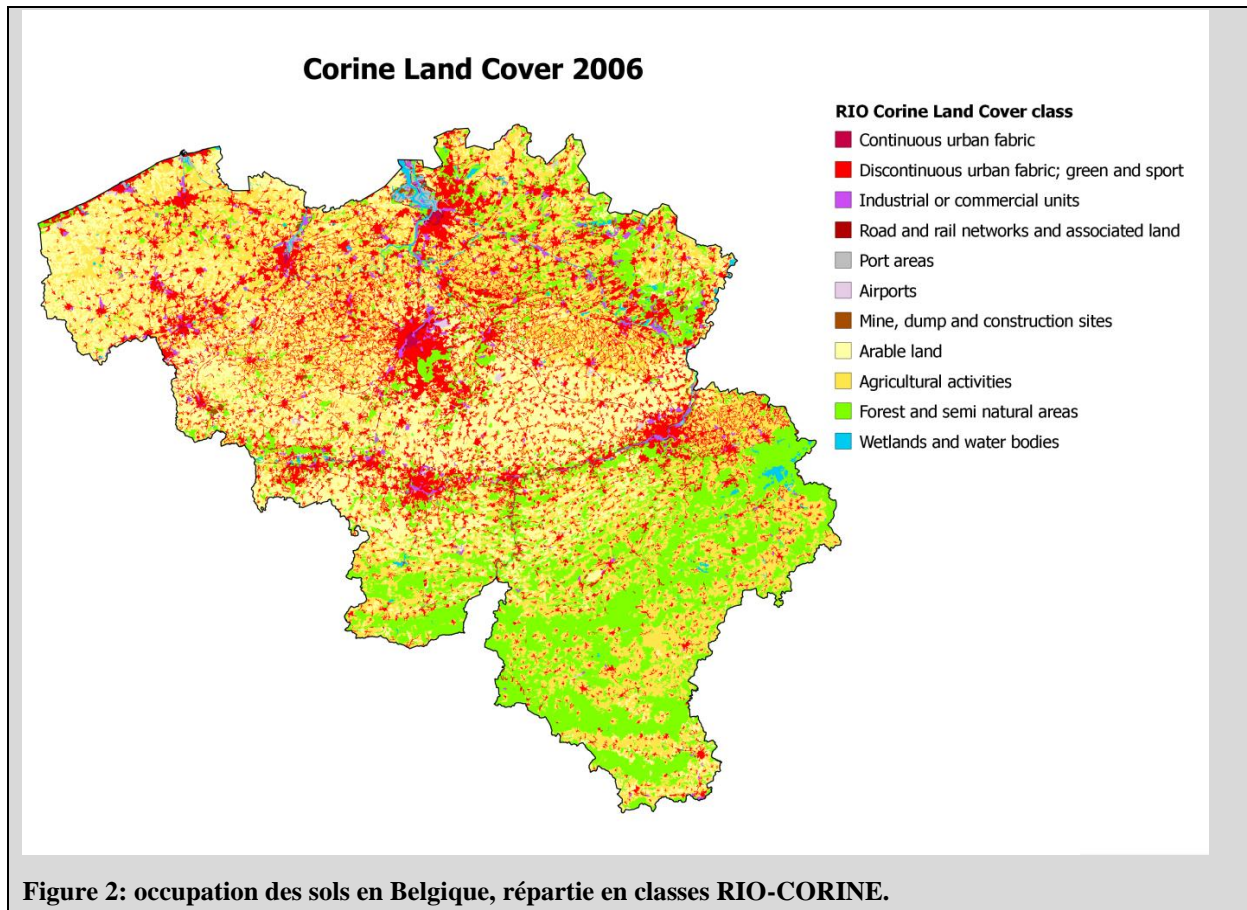 Corine Land Cover 2006
RIO Corine Land Cover class
Continuous urban fabric
Discontinuous urban fabric; green and sport
Industrial or commercial units
Road and rail networks and associated land
Port areas
Airports
Mine, dump and construction sites
Arable land
Agricultural activities
Forest and semi natural areas
Wetlands and water bodies
Figure 2: occupation des sols en Belgique, répartie en classes RIO-CORINE.